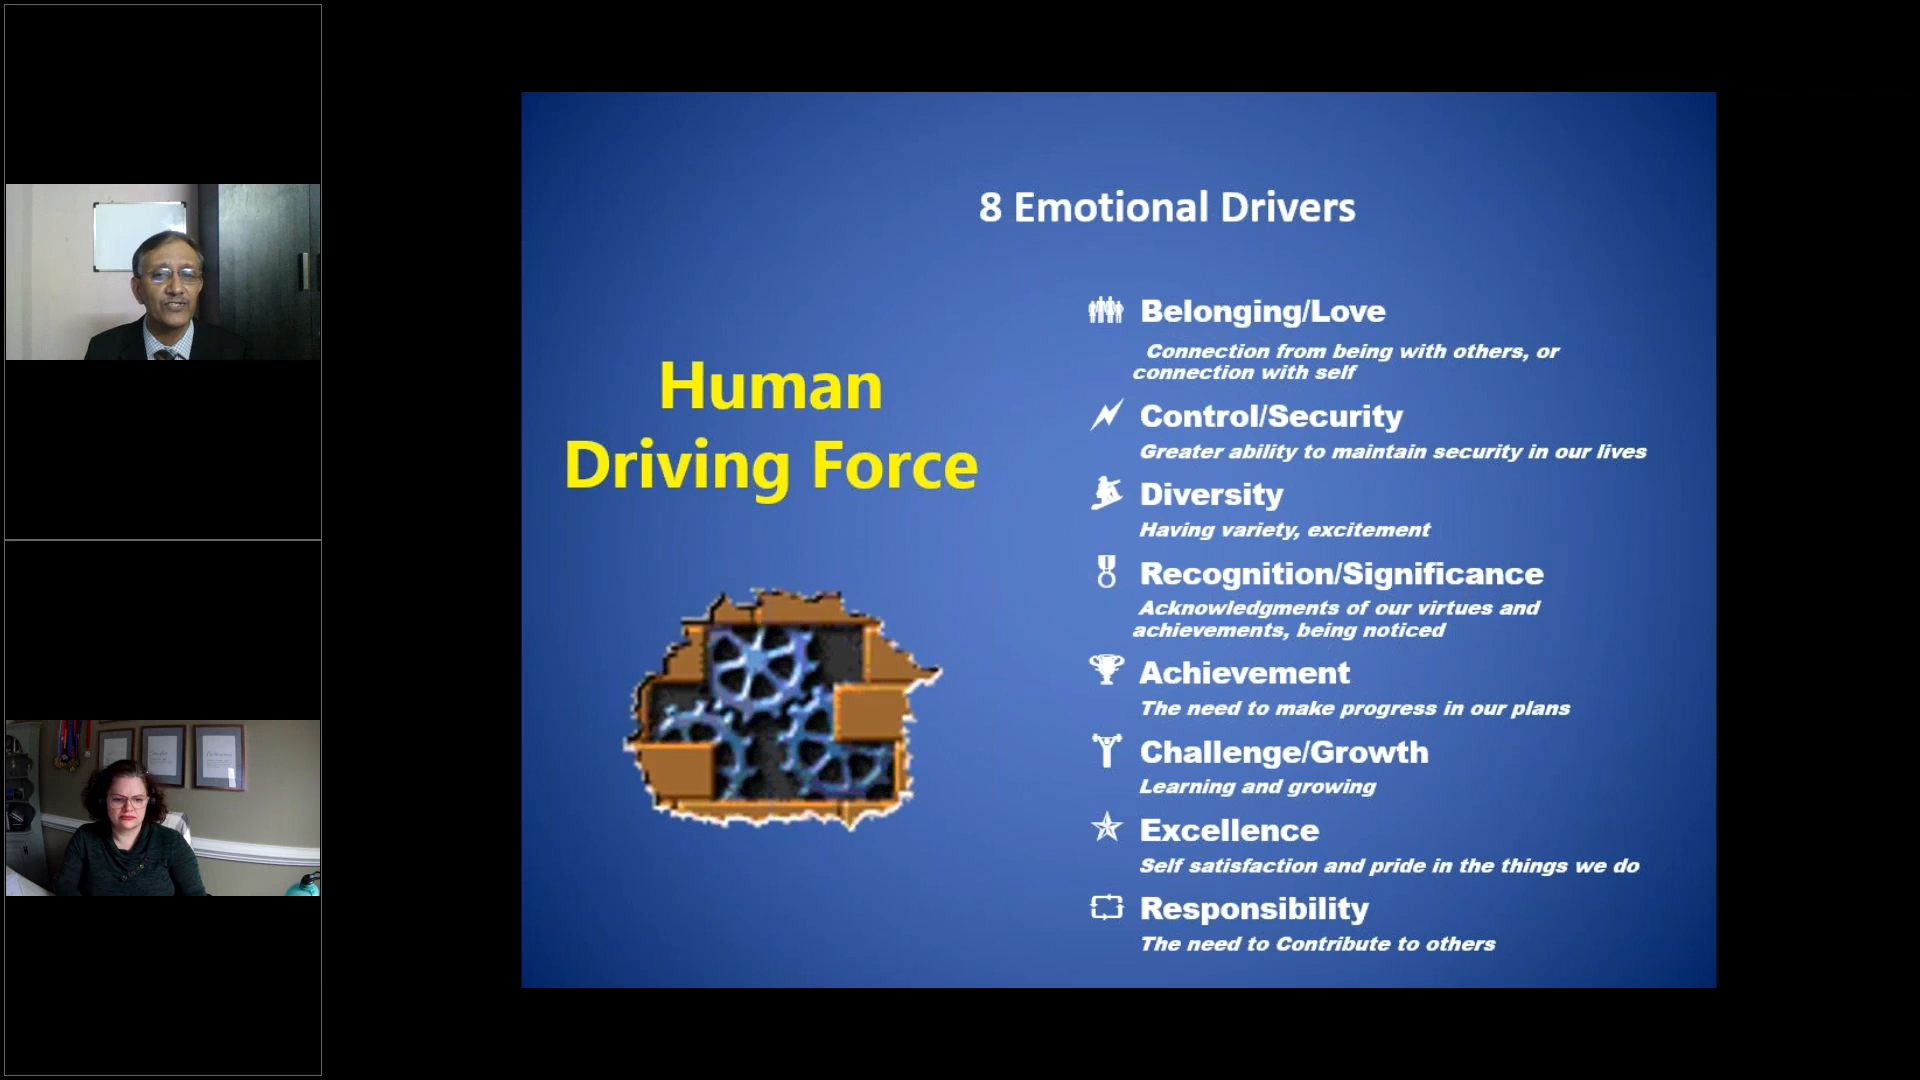 8 Emotional Drivers
Human
Driving Force
Belonging/Love
Connection from being with others, or
connection with self
Control/Security
Greater ability to maintain security in our lives
Diversity
Having variety, excitement
Recognition/Significance
Acknowledgments of our virtues and
achievements, being noticed
Achievement
The need to make progress in our plans
Challenge/Growth
Learning and growing
Excellence
Self satisfaction and pride in the things we do
Responsibility
The need to Contribute to others